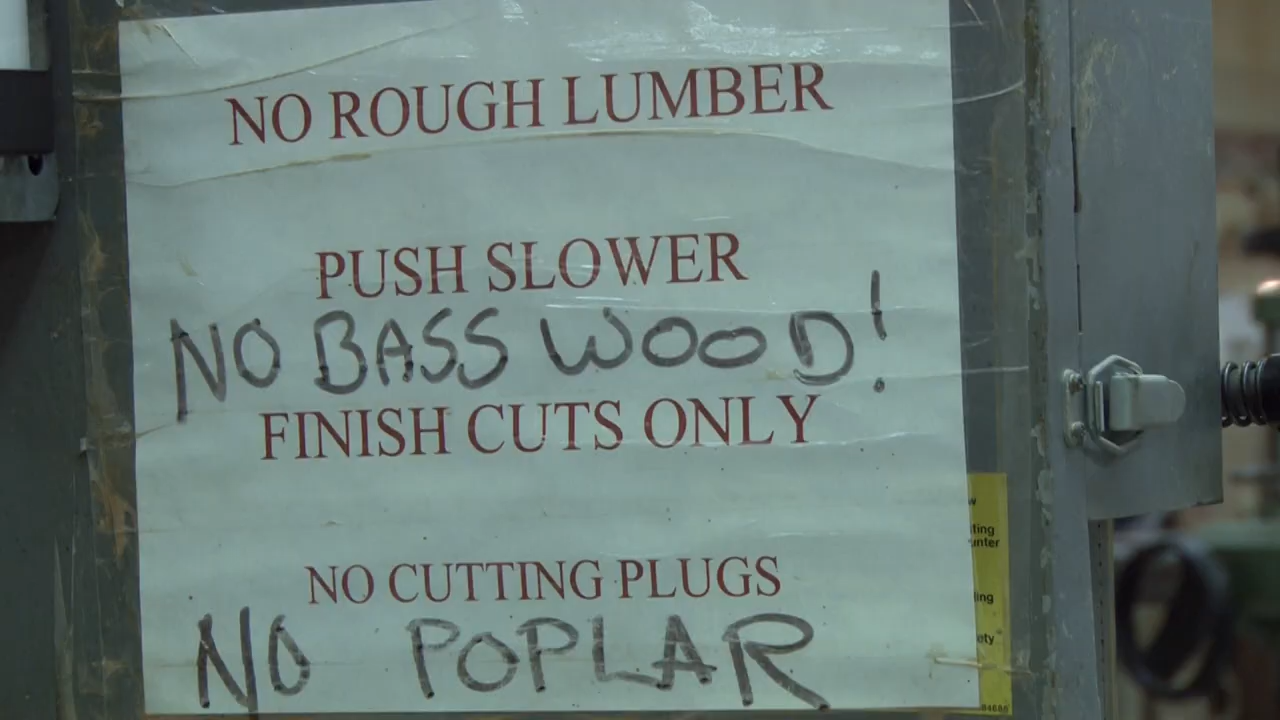 NO ROUGH LUMBER
PUSH SLOWER
NO BASS WOOD!
FINISH CUTS ONLY
NO CUTTING PLUGS
NO POPLAR